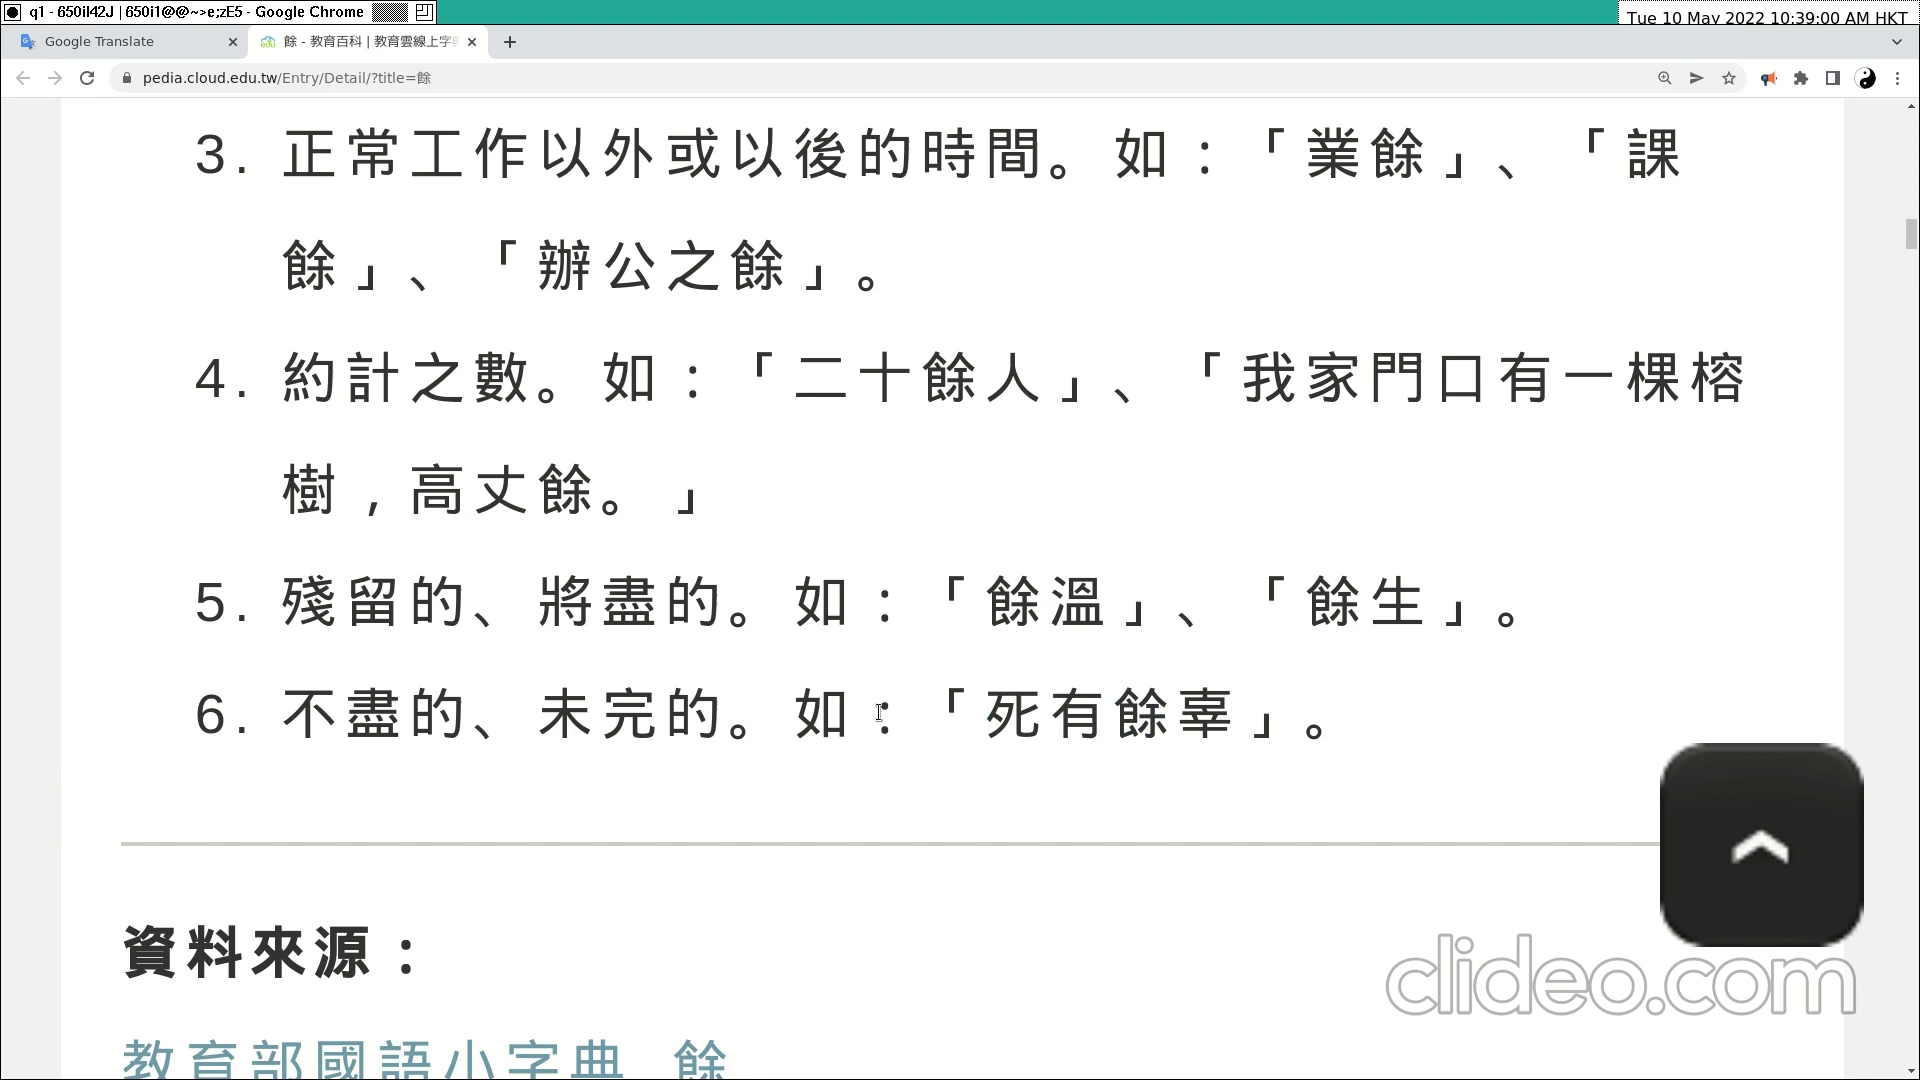 q1 - 650il42J | 650i1@@~>e;zE5 - Google Chrome
Tue 10 May 2022 10:39:00 AM HKT
Google Translate
餘 - 教育百科 | 教育雲線上字
pedia.cloud.edu.tw/Entry/Detail/?title=餘
3. 正常工作以外或以後的時間。如：「業餘」、「課
餘」、「辦公之餘」。
4. 約計之數。如：「二十餘人」、「我家門口有一棵榕
樹，高丈餘。」
5. 殘留的、將盡的。如：「餘溫」、「餘生」。
6. 不盡的、未完的。如：「死有餘辜」。
資料來源：
教育部國語小字典 餘
clideo.com